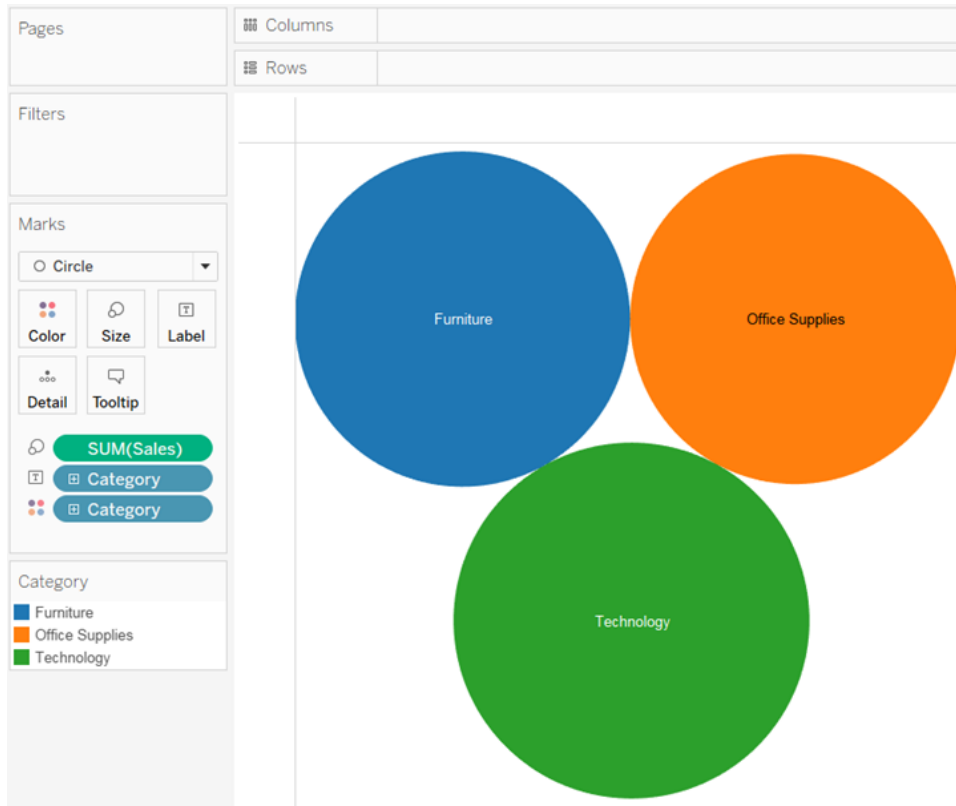 Pages
Columns
Rows
Filters
Marks
Circle
Color Size Label
Detail Tooltip
SUM(Sales)
Category
Category
Category
Furniture
Office Supplies
Technology
Furniture
Office Supplies
Technology